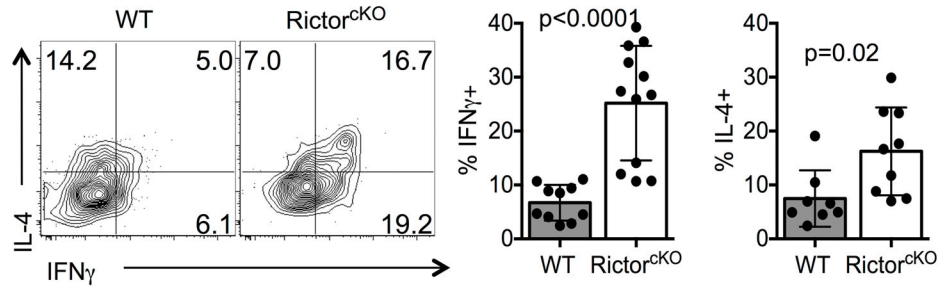 WT
Rictor^cKO
14.2
5.0
7.0
16.7
6.1
19.2
IL-4
IFNγ
% IFNγ+
40
30
20
10
0
p<0.0001
WT
Rictor^cKO
% IL-4+
40
30
20
10
0
p=0.02
WT
Rictor^cKO